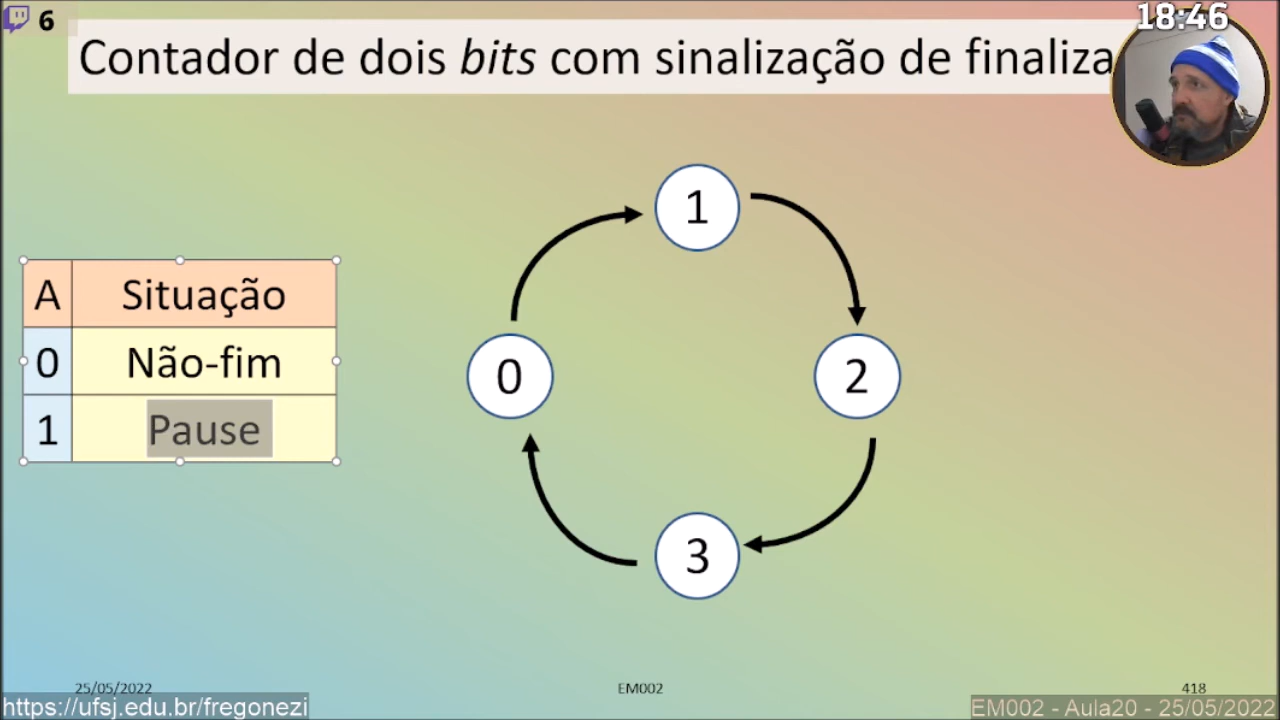 6
18:46
Contador de dois bits com sinalização de finaliza
1
A Situação
0 Não-fim
1 Pause
0
2
3
25/05/2022
EM002
418
https://ufsj.edu.br/fregonezi
EM002 - Aula20 - 25/05/2022